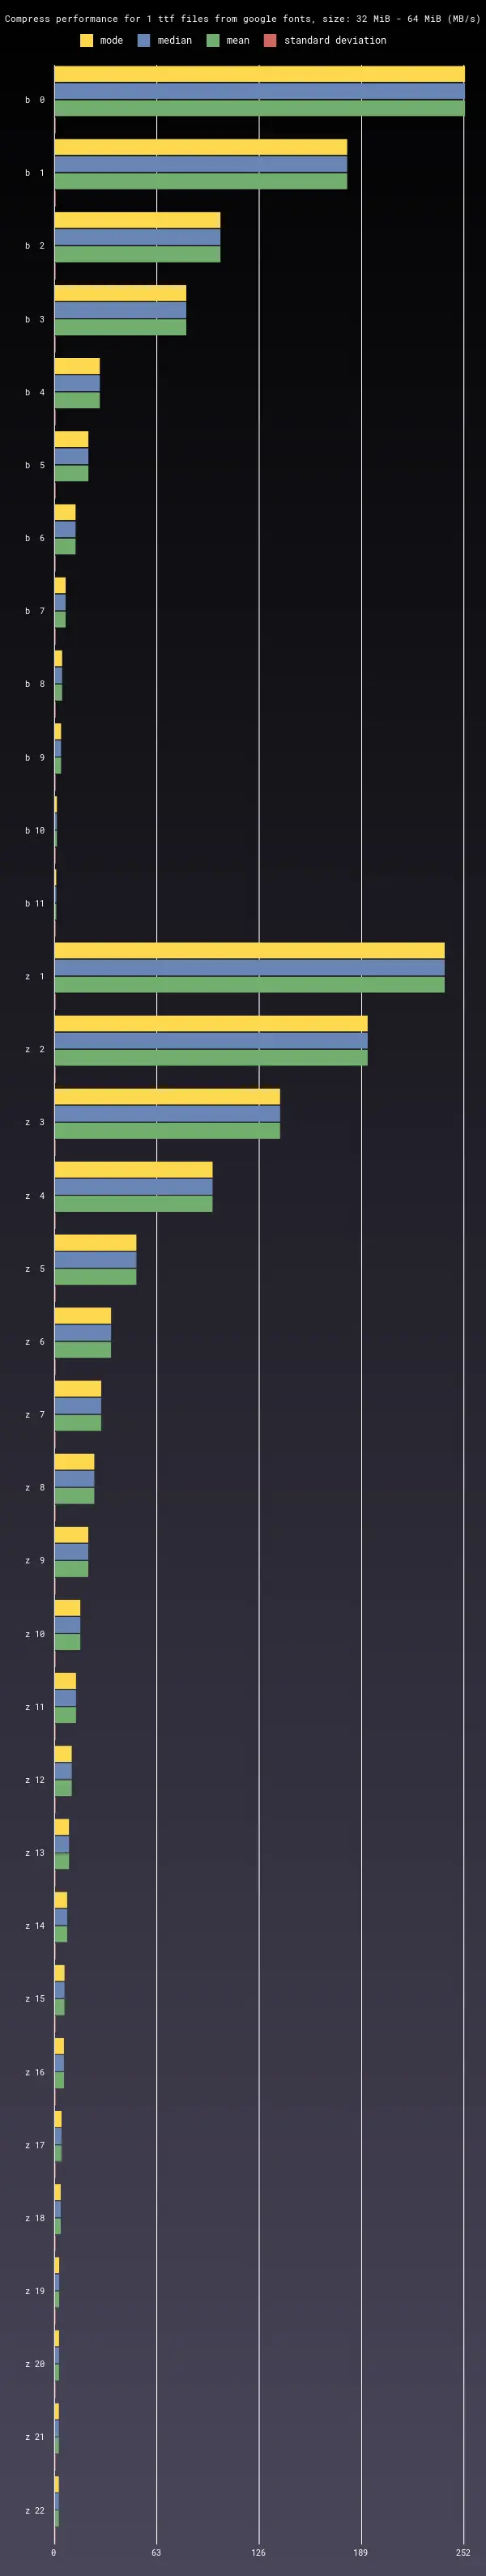 Compress performance for 1 ttf files from google fonts, size: 32 MiB - 64 MiB (MB/s)
mode median mean standard deviation
b 0
b 1
b 2
b 3
b 4
b 5
b 6
b 7
b 8
b 9
b 10
b 11
z 1
z 2
z 3
z 4
z 5
z 6
z 7
z 8
z 9
z 10
z 11
z 12
z 13
z 14
z 15
z 16
z 17
z 18
z 19
z 20
z 21
z 22
0 63 126 189 252